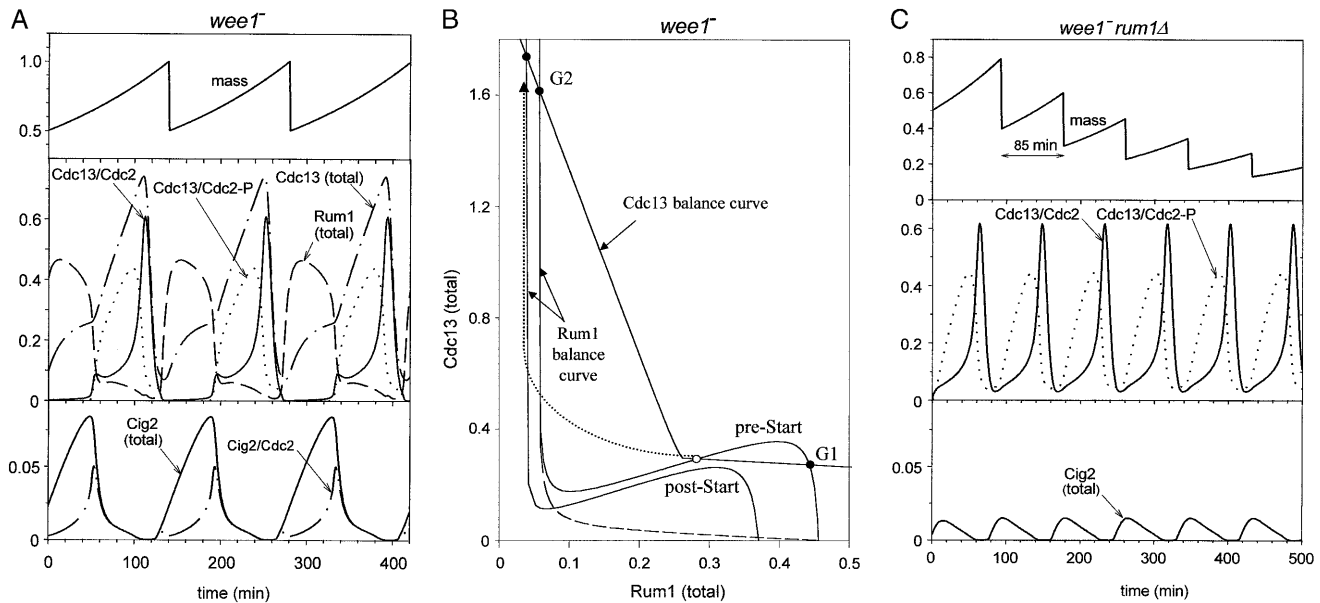 A
wee1⁻
1.0
mass
0.5
Cdc13/Cdc2
Cdc13/Cdc2-P
Cdc13 (total)
Rum1
(total)
0.6
0.4
0.2
0
Cig2
(total)
Cig2/Cdc2
0.05
0
0 100 200 300 400
time (min)
B
wee1⁻
G2
1.6
Cdc13 balance curve
1.2
Cdc13 (total)
0.8
Rum1
balance
curve
pre-Start
0.4
G1
post-Start
0
0 0.1 0.2 0.3 0.4 0.5
Rum1 (total)
C
wee1⁻ rum1Δ
0.8
0.6
mass
0.4
85 min
0.2
0
Cdc13/Cdc2
Cdc13/Cdc2-P
0.6
0.4
0.2
0
Cig2
(total)
0.05
0
0 100 200 300 400 500
time (min)